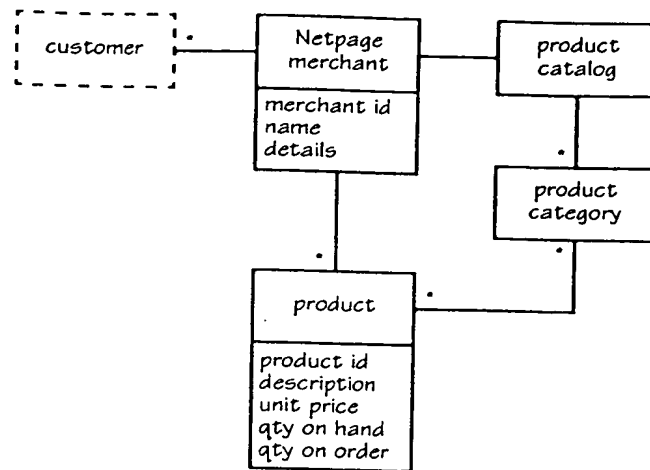 customer
*
Netpage
merchant
merchant id
name
details
product
catalog
*
product
category
*
*
*
product
product id
description
unit price
qty on hand
qty on order